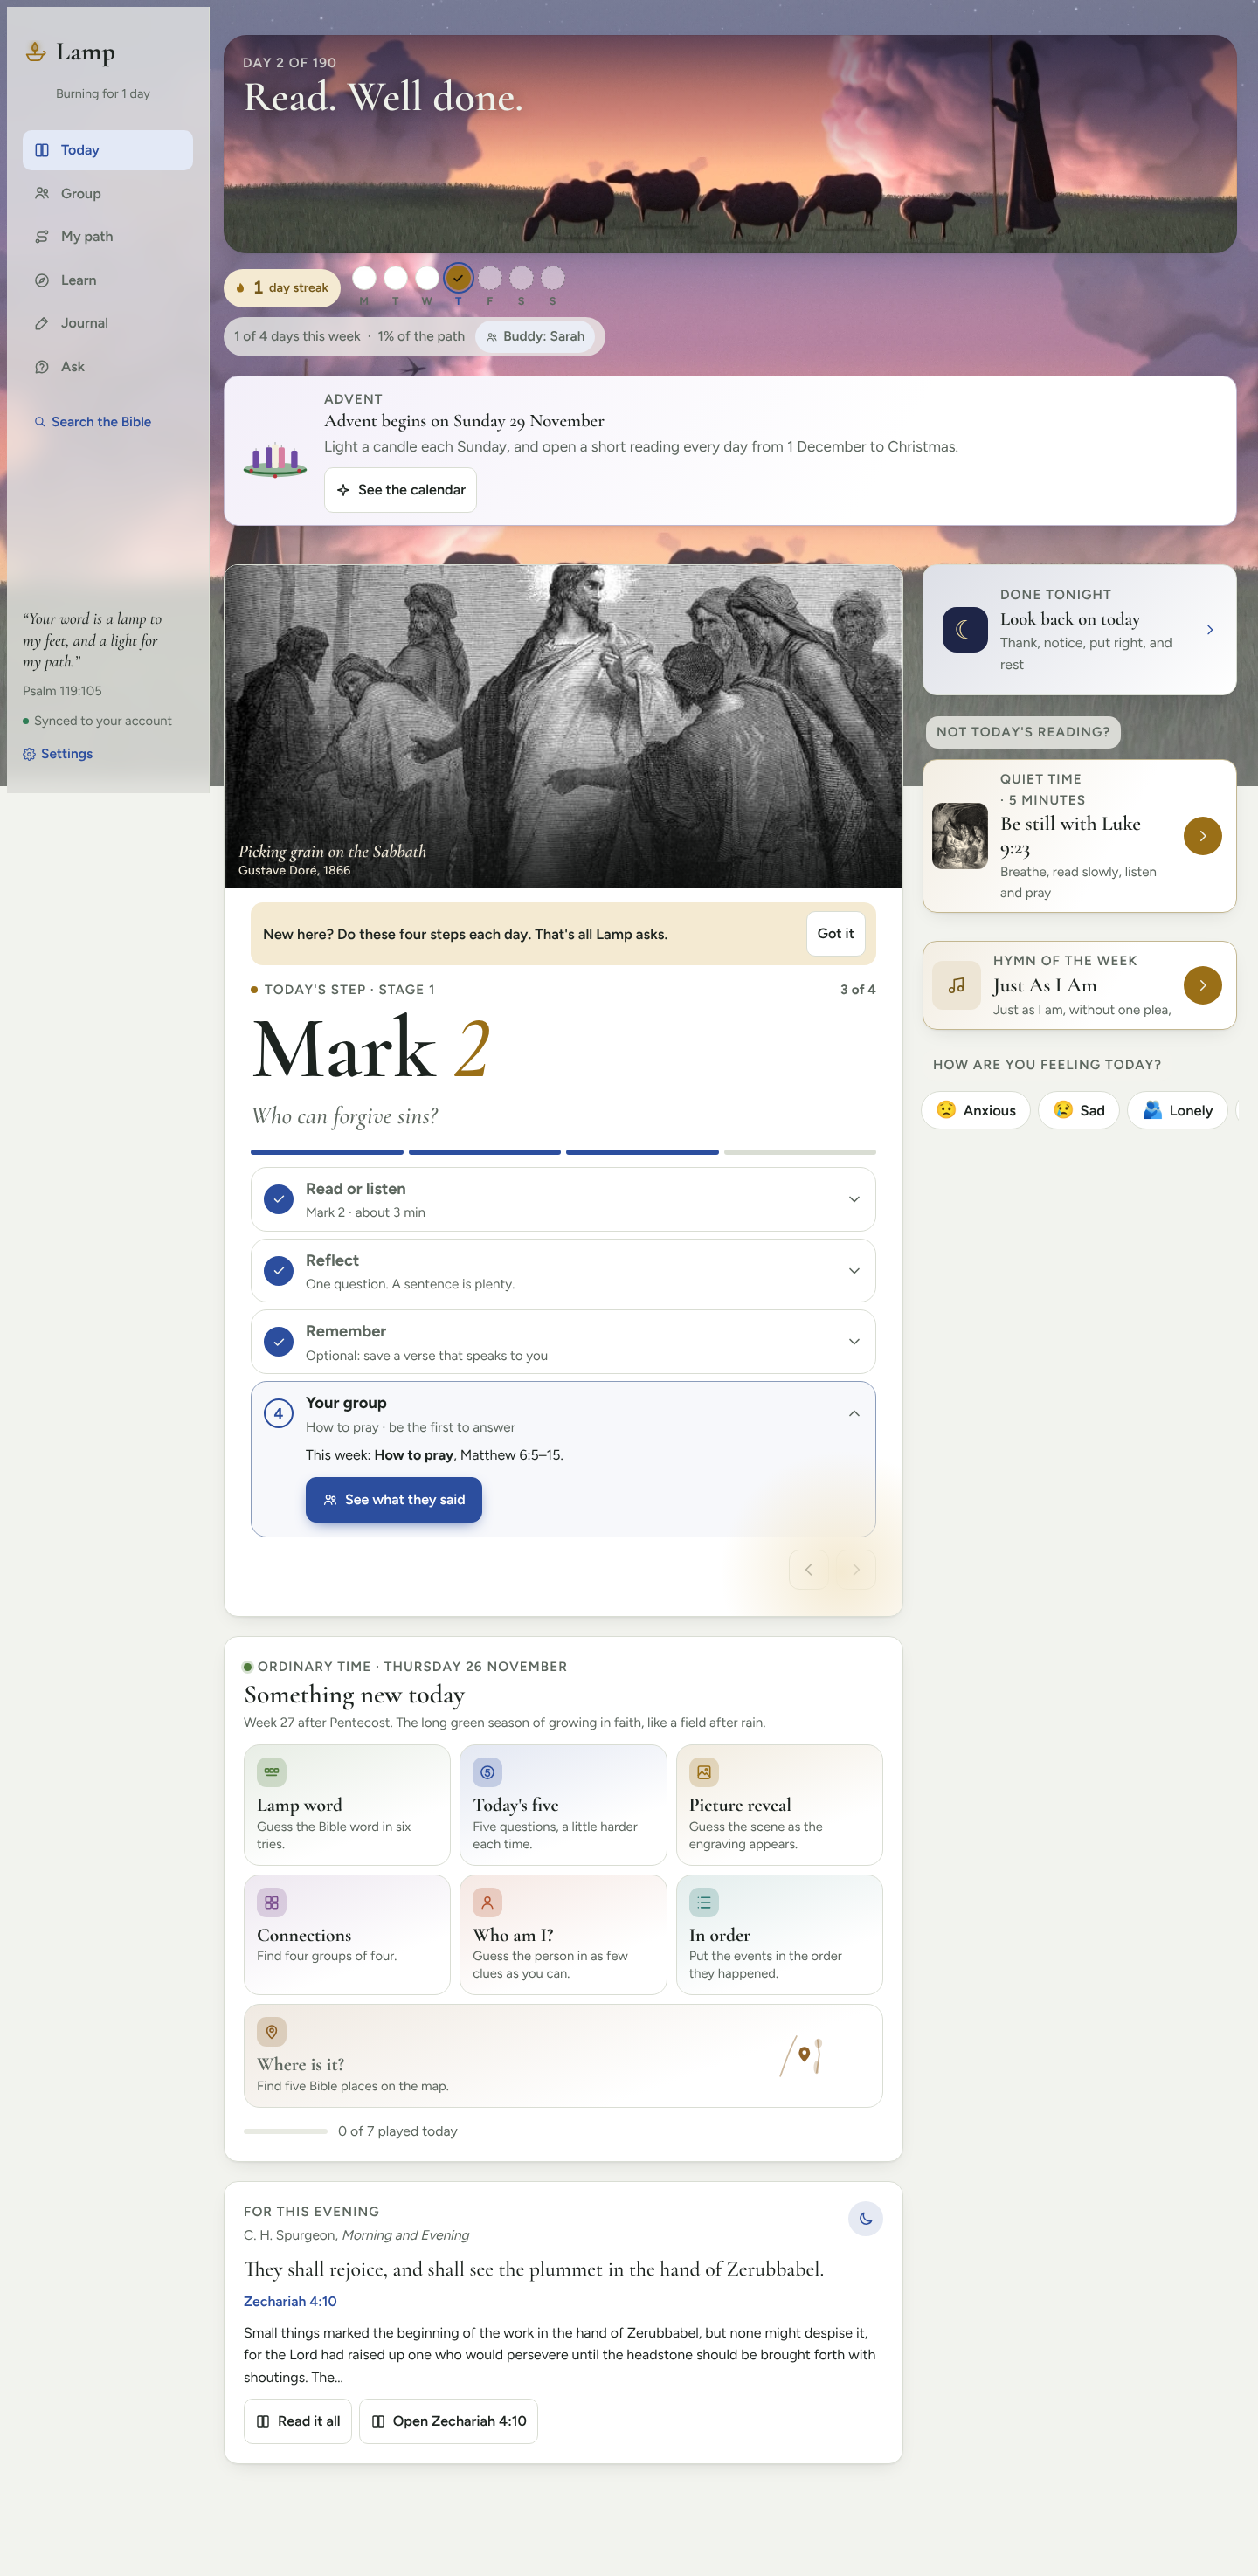 Lamp
Burning for 1 day
Today
Group
My path
Learn
Journal
Ask
Search the Bible
“Your word is a lamp to
my feet, and a light for
my path.”
Psalm 119:105
Synced to your account
Settings
DAY 2 OF 190
Read. Well done.
1 day streak
M T W T F S S
1 of 4 days this week · 1% of the path
Buddy: Sarah
ADVENT
Advent begins on Sunday 29 November
Light a candle each Sunday, and open a short reading every day from 1 December to Christmas.
See the calendar
Picking grain on the Sabbath
Gustave Doré, 1866
New here? Do these four steps each day. That's all Lamp asks.
Got it
TODAY'S STEP · STAGE 1
3 of 4
Mark 2
Who can forgive sins?
Read or listen
Mark 2 · about 3 min
Reflect
One question. A sentence is plenty.
Remember
Optional: save a verse that speaks to you
4
Your group
How to pray · be the first to answer
This week: How to pray, Matthew 6:5–15.
See what they said
DONE TONIGHT
Look back on today
Thank, notice, put right, and
rest
NOT TODAY'S READING?
QUIET TIME
· 5 MINUTES
Be still with Luke
9:23
Breathe, read slowly, listen
and pray
HYMN OF THE WEEK
Just As I Am
Just as I am, without one plea,
HOW ARE YOU FEELING TODAY?
Anxious
Sad
Lonely
ORDINARY TIME · THURSDAY 26 NOVEMBER
Something new today
Week 27 after Pentecost. The long green season of growing in faith, like a field after rain.
Lamp word
Guess the Bible word in six
tries.
5
Today's five
Five questions, a little harder
each time.
Picture reveal
Guess the scene as the
engraving appears.
Connections
Find four groups of four.
Who am I?
Guess the person in as few
clues as you can.
In order
Put the events in the order
they happened.
Where is it?
Find five Bible places on the map.
0 of 7 played today
FOR THIS EVENING
C. H. Spurgeon, Morning and Evening
They shall rejoice, and shall see the plummet in the hand of Zerubbabel.
Zechariah 4:10
Small things marked the beginning of the work in the hand of Zerubbabel, but none might despise it,
for the Lord had raised up one who would persevere until the headstone should be brought forth with
shoutings. The…
Read it all
Open Zechariah 4:10